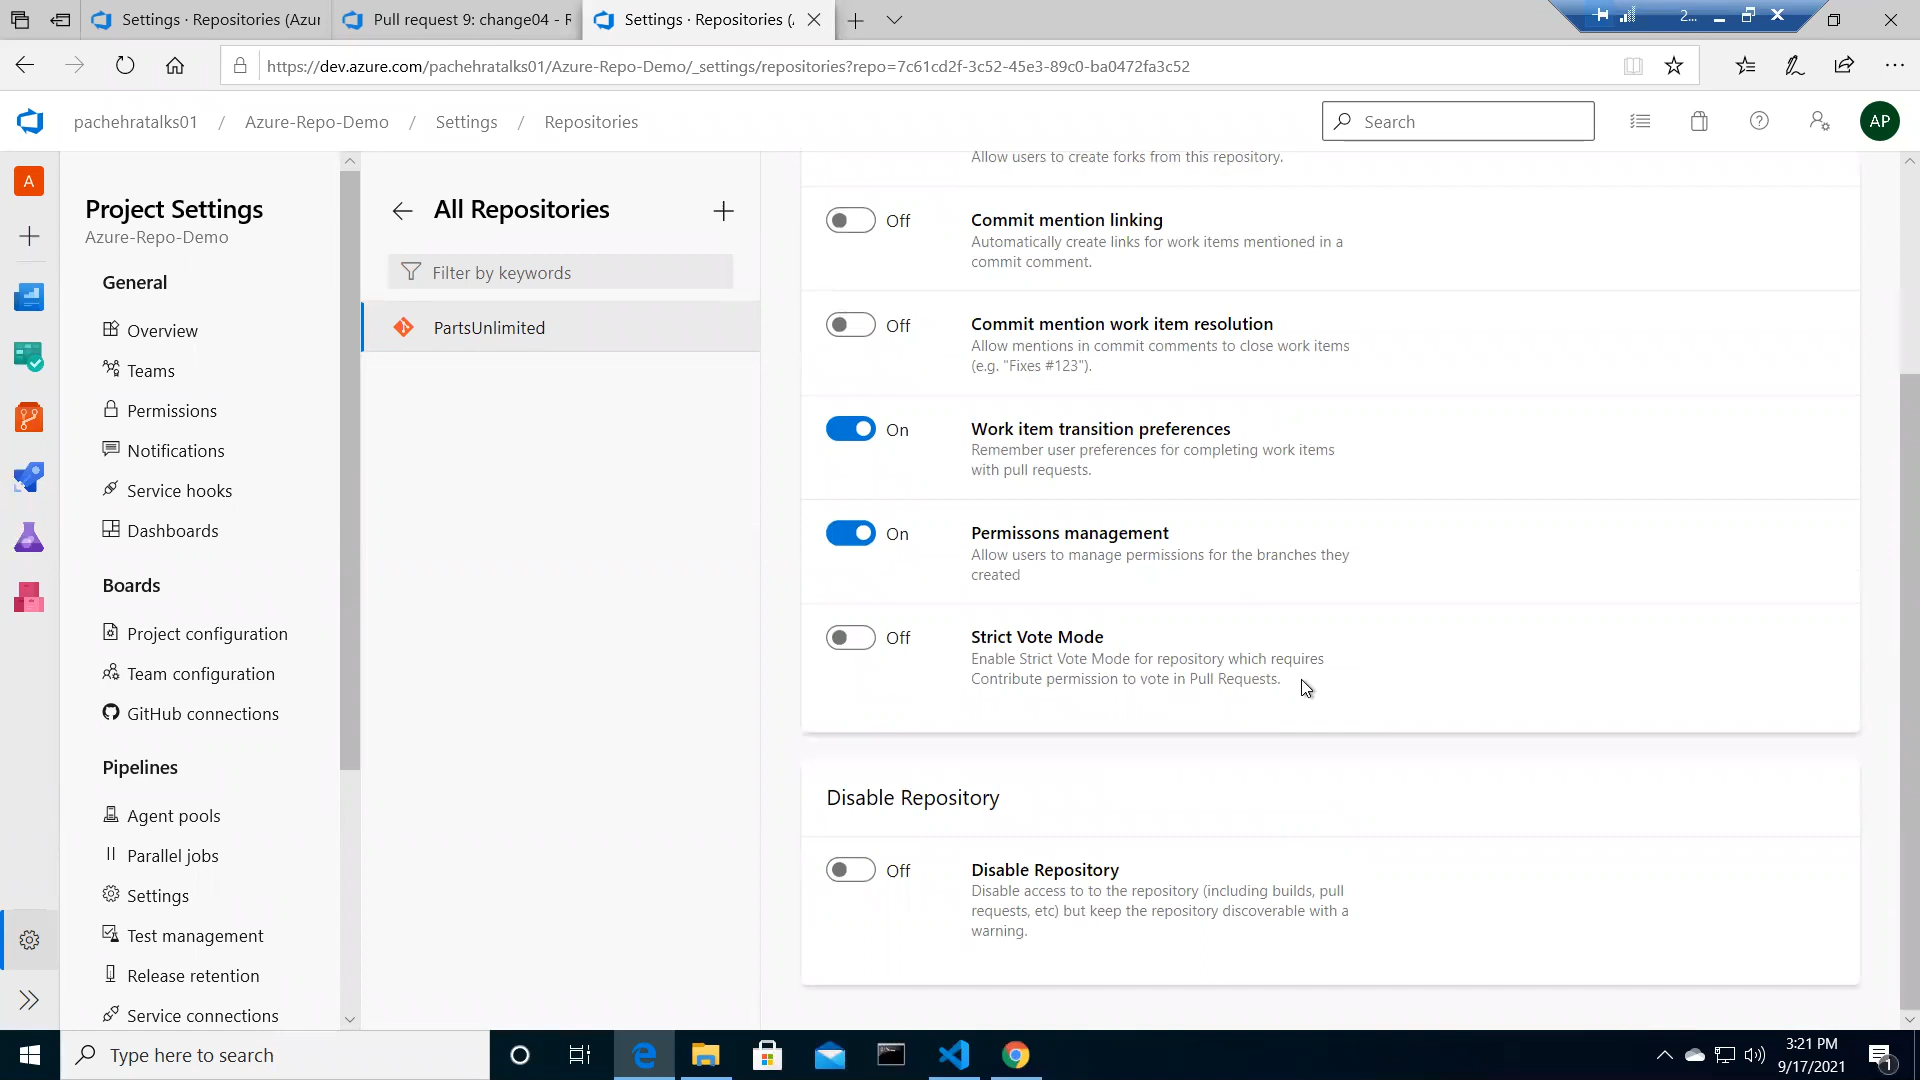 Settings · Repositories (Azur
Pull request 9: change04 - R
Settings · Repositories (A
2...
https://dev.azure.com/pachehratalks01/Azure-Repo-Demo/_settings/repositories?repo=7c61cd2f-3c52-45e3-89c0-ba0472fa3c52
pachehratalks01 / Azure-Repo-Demo / Settings / Repositories
Search
AP
A
Project Settings
Azure-Repo-Demo
General
Overview
Teams
Permissions
Notifications
Service hooks
Dashboards
Boards
Project configuration
Team configuration
GitHub connections
Pipelines
Agent pools
Parallel jobs
Settings
Test management
Release retention
Service connections
All Repositories
Filter by keywords
PartsUnlimited
Allow users to create forks from this repository.
Off
Commit mention linking
Automatically create links for work items mentioned in a
commit comment.
Off
Commit mention work item resolution
Allow mentions in commit comments to close work items
(e.g. "Fixes #123").
On
Work item transition preferences
Remember user preferences for completing work items
with pull requests.
On
Permissons management
Allow users to manage permissions for the branches they
created
Off
Strict Vote Mode
Enable Strict Vote Mode for repository which requires
Contribute permission to vote in Pull Requests.
Disable Repository
Off
Disable Repository
Disable access to to the repository (including builds, pull
requests, etc) but keep the repository discoverable with a
warning.
Type here to search
3:21 PM
9/17/2021
1